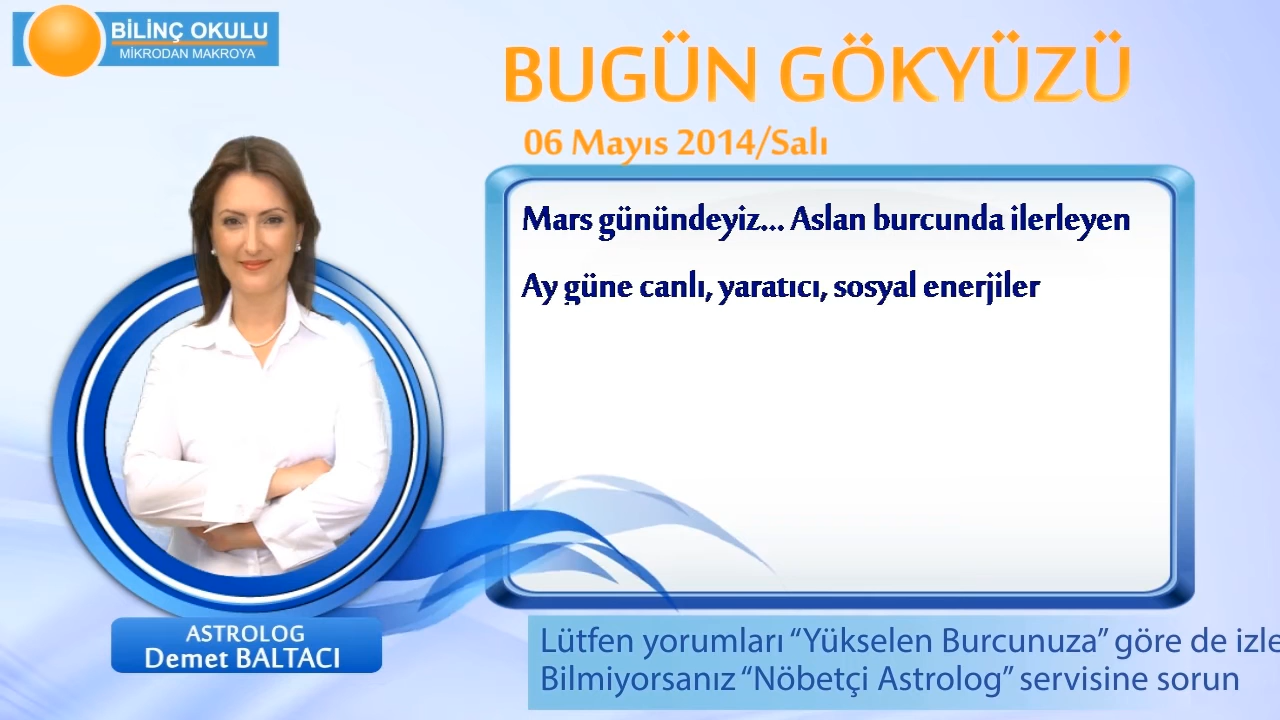 BİLİNÇ OKULU
MİKRODAN MAKROYA
BUGÜN GÖKYÜZÜ
06 Mayıs 2014/Salı
Mars günündeyiz... Aslan burcunda ilerleyen
Ay güne canlı, yaratıcı, sosyal enerjiler
ASTROLOG
Demet BALTACI
Lütfen yorumları “Yükselen Burcunuza” göre de izle
Bilmiyorsanız “Nöbetçi Astrolog” servisine sorun